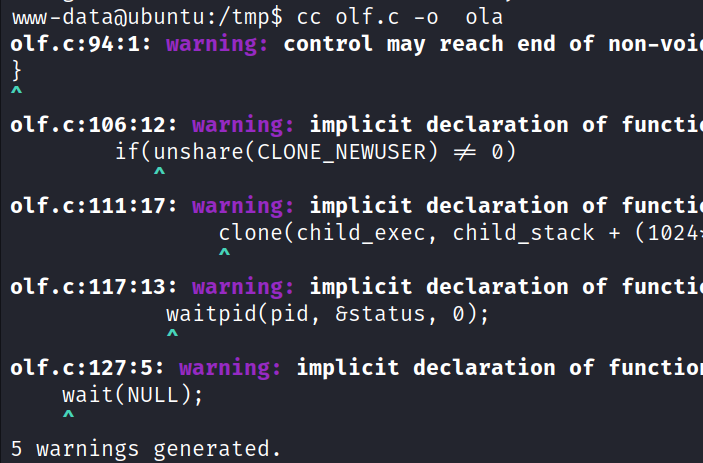 www-data@ubuntu:/tmp$ cc olf.c -o  ola
olf.c:94:1: warning: control may reach end of non-voi
}
^
olf.c:106:12: warning: implicit declaration of functi
        if(unshare(CLONE_NEWUSER) ≠ 0)
           ^
olf.c:111:17: warning: implicit declaration of functi
                clone(child_exec, child_stack + (1024*
                ^
olf.c:117:13: warning: implicit declaration of functi
            waitpid(pid, &status, 0);
            ^
olf.c:127:5: warning: implicit declaration of function
    wait(NULL);
    ^
5 warnings generated.